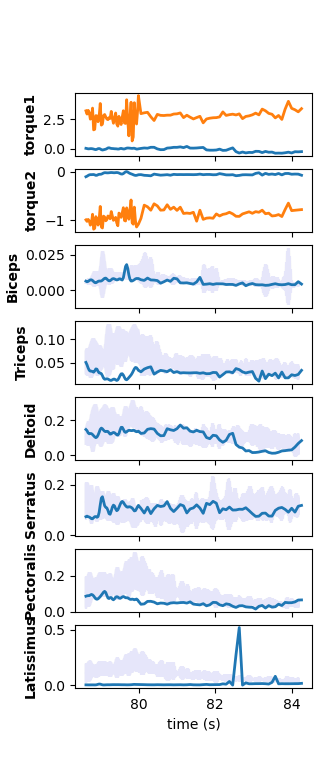 torque1
2.5
0.0
torque2
0
−1
Biceps
0.025
0.000
Triceps
0.10
0.05
Deltoid
0.2
0.0
Serratus
0.2
0.0
Pectoralis
0.2
0.0
Latissimus
0.5
0.0
80 82 84
time (s)